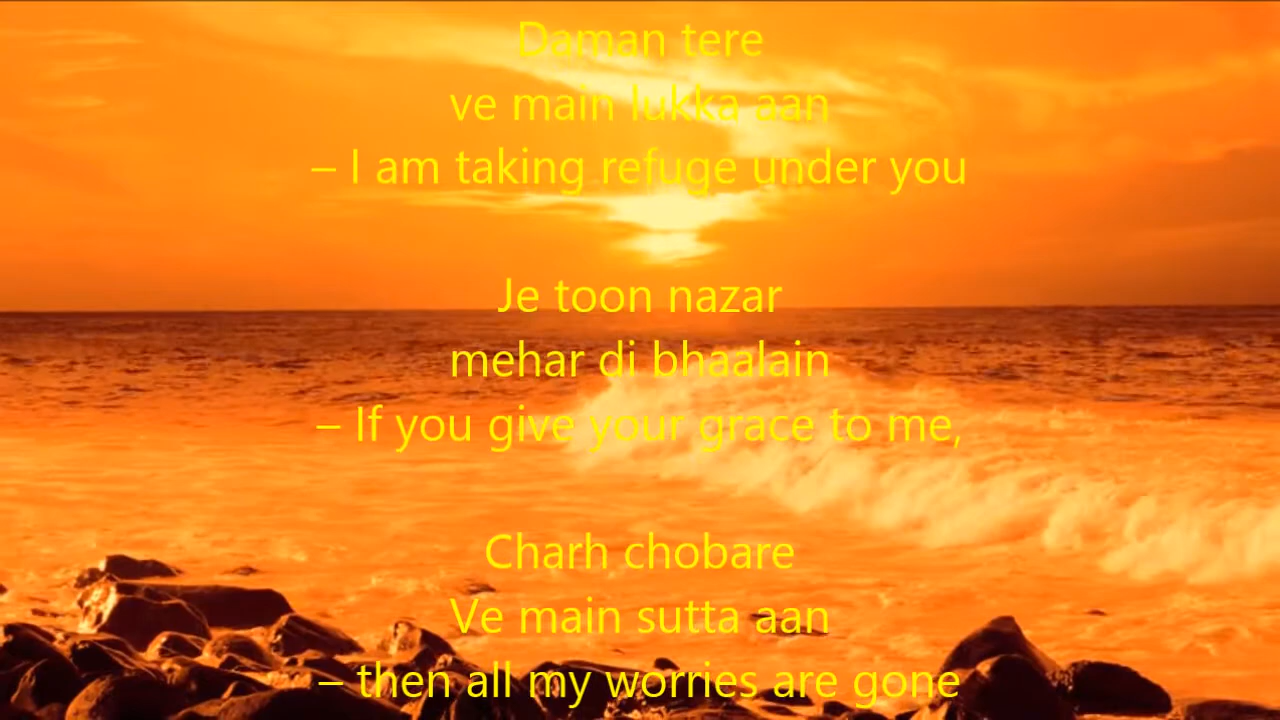 Daman tere
ve main lukka aan
– I am taking refuge under you
Je toon nazar
mehar di bhaalain
– If you give your grace to me,
Charh chobare
Ve main sutta aan
– then all my worries are gone